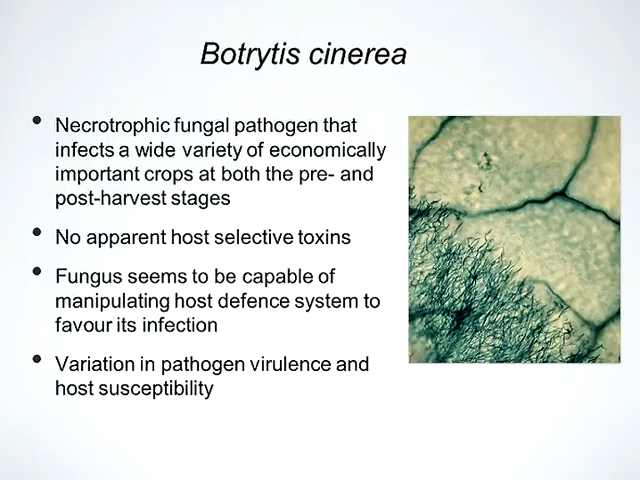 Botrytis cinerea
• Necrotrophic fungal pathogen that
infects a wide variety of economically
important crops at both the pre- and
post-harvest stages
• No apparent host selective toxins
• Fungus seems to be capable of
manipulating host defence system to
favour its infection
• Variation in pathogen virulence and
host susceptibility